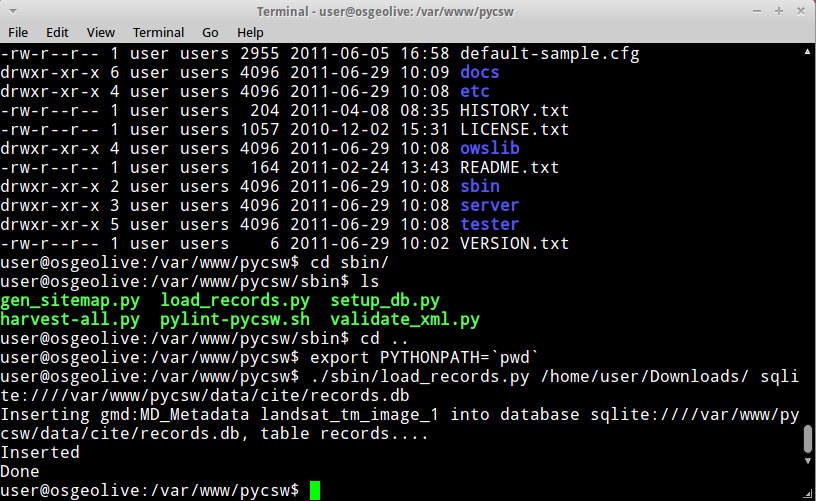 Terminal - user@osgeolive: /var/www/pycsw
File Edit View Terminal Go Help
-rw-r--r-- 1 user users 2955 2011-06-05 16:58 default-sample.cfg
drwxr-xr-x 6 user users 4096 2011-06-29 10:09 docs
drwxr-xr-x 4 user users 4096 2011-06-29 10:08 etc
-rw-r--r-- 1 user users  204 2011-04-08 08:35 HISTORY.txt
-rw-r--r-- 1 user users 1057 2010-12-02 15:31 LICENSE.txt
drwxr-xr-x 4 user users 4096 2011-06-29 10:08 owslib
-rw-r--r-- 1 user users  164 2011-02-24 13:43 README.txt
drwxr-xr-x 2 user users 4096 2011-06-29 10:08 sbin
drwxr-xr-x 3 user users 4096 2011-06-29 10:08 server
drwxr-xr-x 5 user users 4096 2011-06-29 10:08 tester
-rw-r--r-- 1 user users    6 2011-06-29 10:02 VERSION.txt
user@osgeolive:/var/www/pycsw$ cd sbin/
user@osgeolive:/var/www/pycsw/sbin$ ls
gen_sitemap.py  load_records.py  setup_db.py
harvest-all.py  pylint-pycsw.sh  validate_xml.py
user@osgeolive:/var/www/pycsw/sbin$ cd ..
user@osgeolive:/var/www/pycsw$ export PYTHONPATH=`pwd`
user@osgeolive:/var/www/pycsw$ ./sbin/load_records.py /home/user/Downloads/ sqli
te:////var/www/pycsw/data/cite/records.db
Inserting gmd:MD_Metadata landsat_tm_image_1 into database sqlite:////var/www/py
csw/data/cite/records.db, table records....
Inserted
Done
user@osgeolive:/var/www/pycsw$